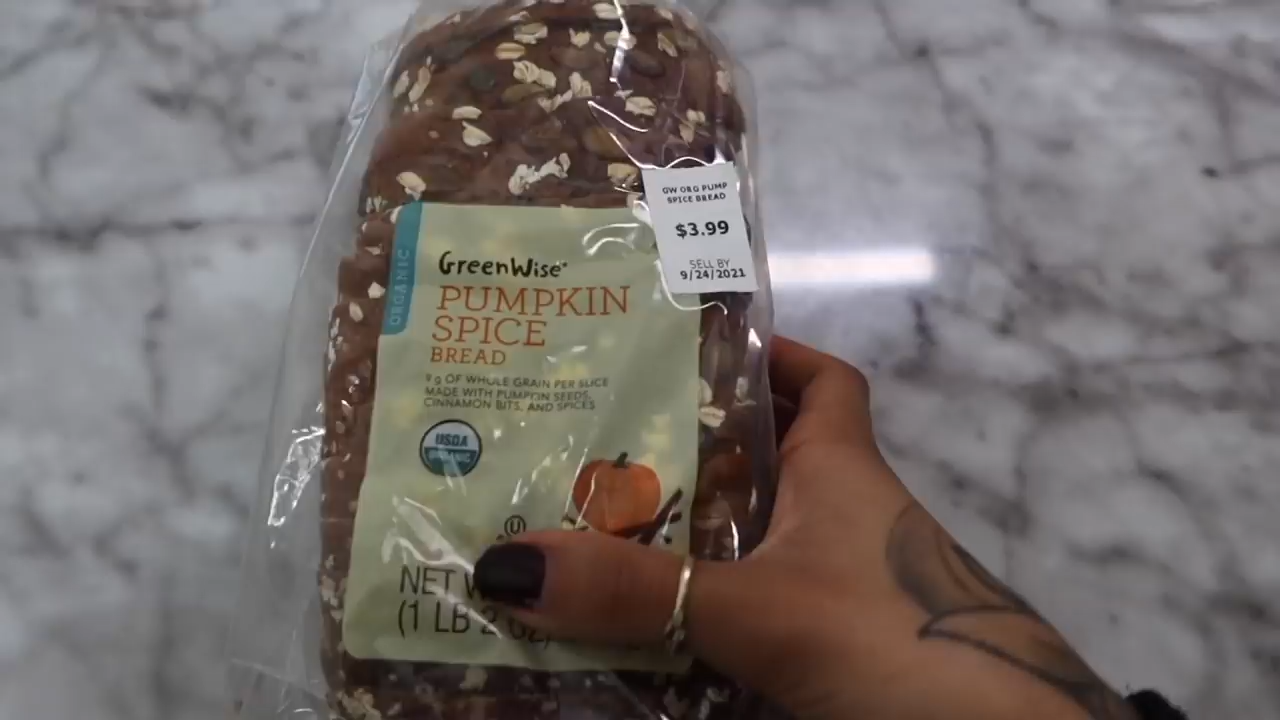 GW ORG PUMP
SPICE BREAD
$3.99
SELL BY
9/24/2021
ORGANIC
GreenWise
PUMPKIN
SPICE
BREAD
9 g OF WHOLE GRAIN PER SLICE
MADE WITH PUMPKIN SEEDS,
CINNAMON BITS, AND SPICES
USDA
ORGANIC
U
NET
(1 LB 2 OZ)